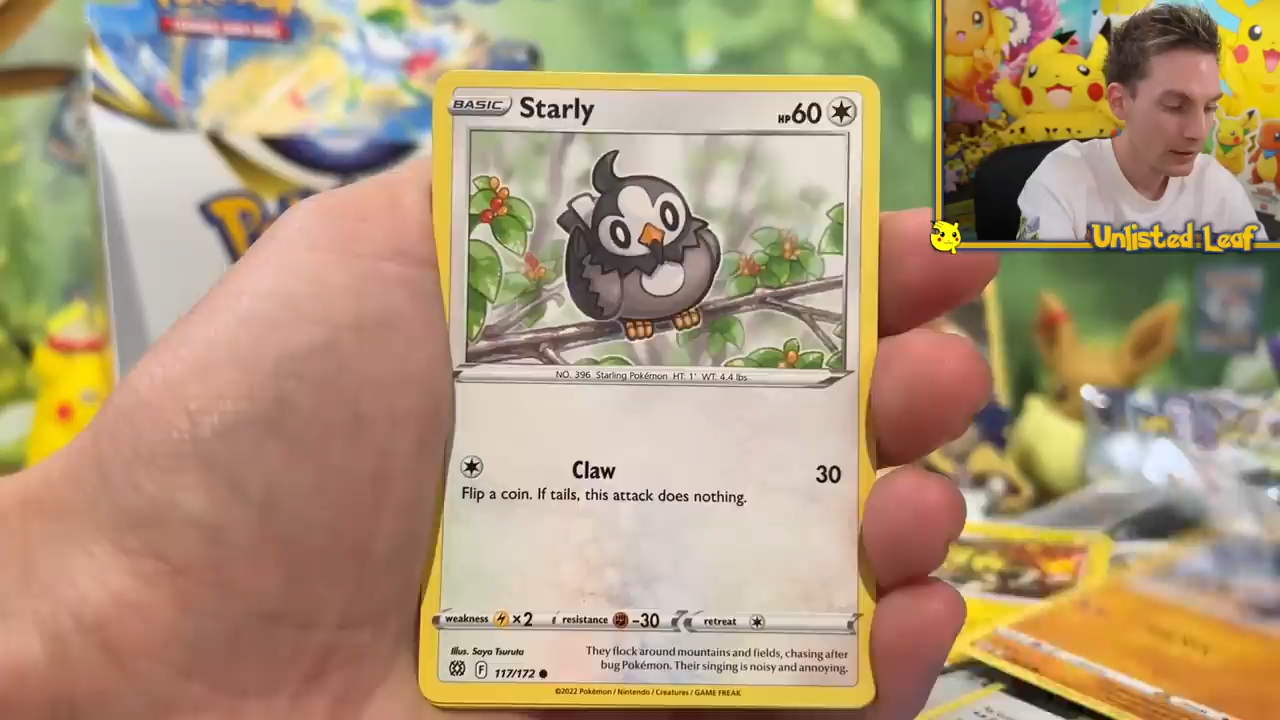 BASIC Starly HP60
NO. 396 Starling Pokémon HT: 1' WT: 4.4 lbs
Claw 30
Flip a coin. If tails, this attack does nothing.
weakness ×2 resistance -30 retreat
Illus. Saya Tsuruta
They flock around mountains and fields, chasing after
bug Pokémon. Their singing is noisy and annoying.
F 117/172
©2022 Pokémon / Nintendo / Creatures / GAME FREAK
Unlisted Leaf